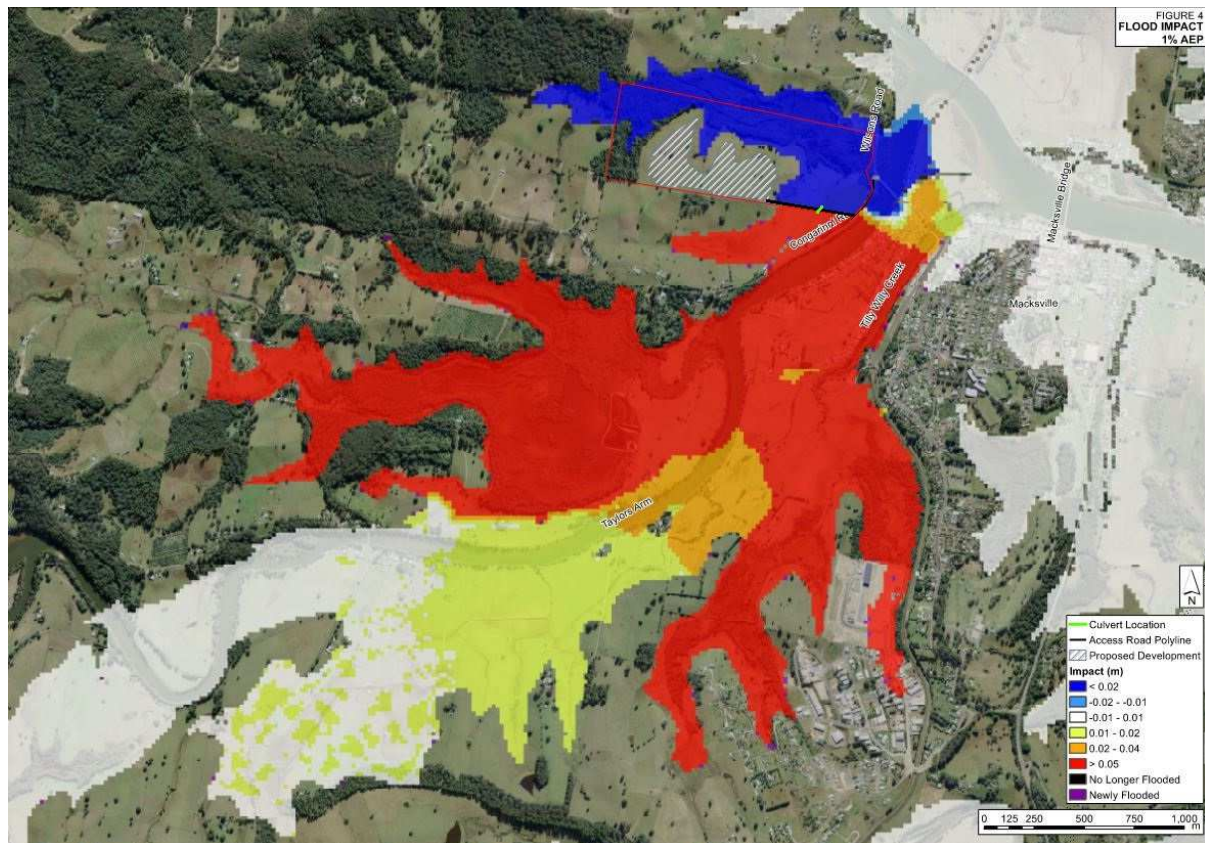 FIGURE 4
FLOOD IMPACT
1% AEP
Wilsons Road
Macksville Bridge
Congarinni R
Tilly Willy Creek
Macksville
Taylors Arm
N
Culvert Location
Access Road Polyline
Proposed Development
Impact (m)
< 0.02
-0.02 - -0.01
-0.01 - 0.01
0.01 - 0.02
0.02 - 0.04
> 0.05
No Longer Flooded
Newly Flooded
0 125 250 500 750 1,000
m